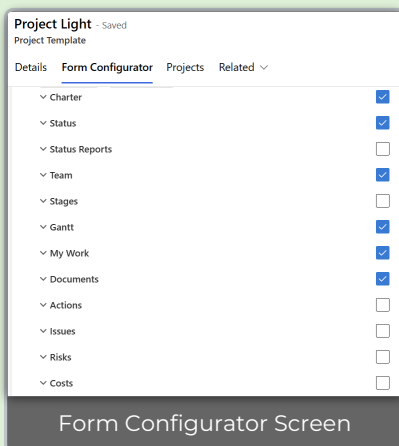 Project Light - Saved
Project Template
Details Form Configurator Projects Related
Charter
Status
Status Reports
Team
Stages
Gantt
My Work
Documents
Actions
Issues
Risks
Costs
Form Configurator Screen